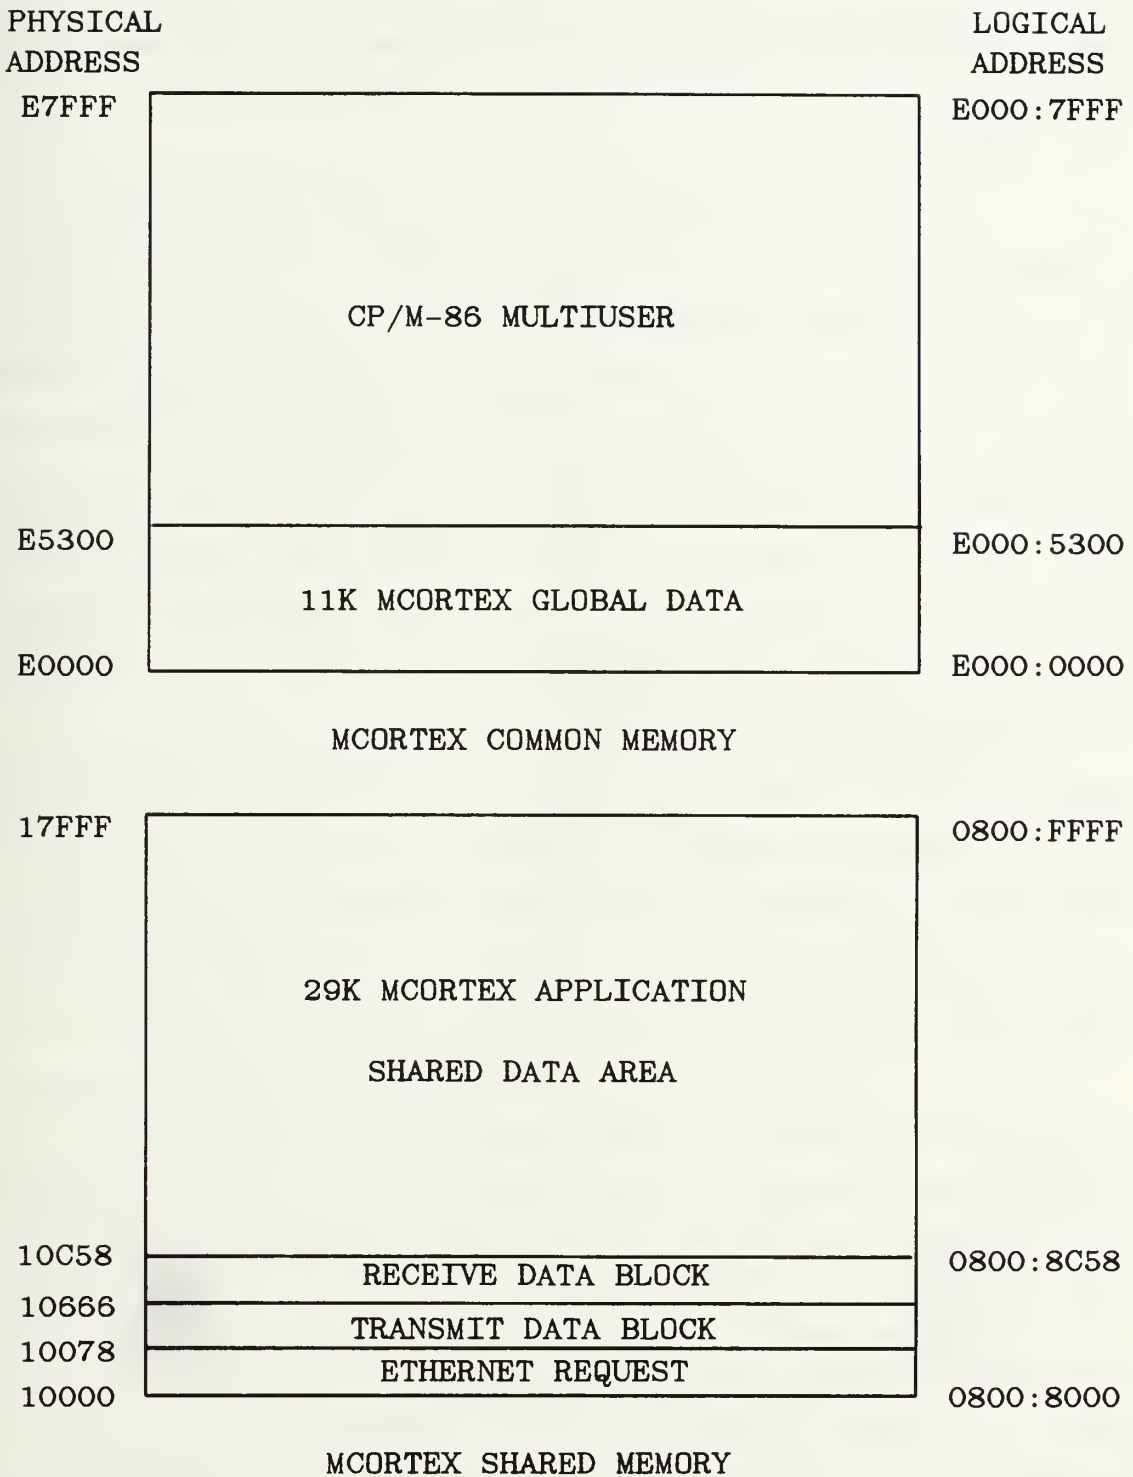 PHYSICAL
ADDRESS
LOGICAL
ADDRESS
E7FFF
E000:7FFF
CP/M-86 MULTIUSER
E5300
E000:5300
11K MCORTEX GLOBAL DATA
E0000
E000:0000
MCORTEX COMMON MEMORY
17FFF
0800:FFFF
29K MCORTEX APPLICATION
SHARED DATA AREA
10C58
0800:8C58
RECEIVE DATA BLOCK
10666
TRANSMIT DATA BLOCK
10078
ETHERNET REQUEST
10000
0800:8000
MCORTEX SHARED MEMORY